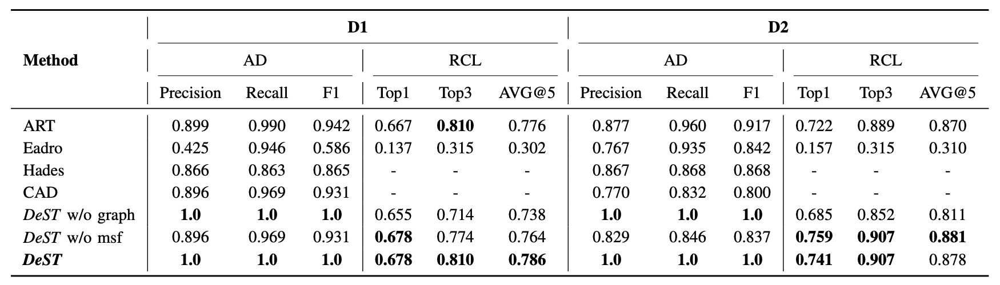 D1 D2
Method AD RCL AD RCL
Precision Recall F1 Top1 Top3 AVG@5 Precision Recall F1 Top1 Top3 AVG@5
ART 0.899 0.990 0.942 0.667 0.810 0.776 0.877 0.960 0.917 0.722 0.889 0.870
Eadro 0.425 0.946 0.586 0.137 0.315 0.302 0.767 0.935 0.842 0.157 0.315 0.310
Hades 0.866 0.863 0.865 - - - 0.867 0.868 0.868 - - -
CAD 0.896 0.969 0.931 - - - 0.770 0.832 0.800 - - -
DeST w/o graph 1.0 1.0 1.0 0.655 0.714 0.738 1.0 1.0 1.0 0.685 0.852 0.811
DeST w/o msf 0.896 0.969 0.931 0.678 0.774 0.764 0.829 0.846 0.837 0.759 0.907 0.881
DeST 1.0 1.0 1.0 0.678 0.810 0.786 1.0 1.0 1.0 0.741 0.907 0.878